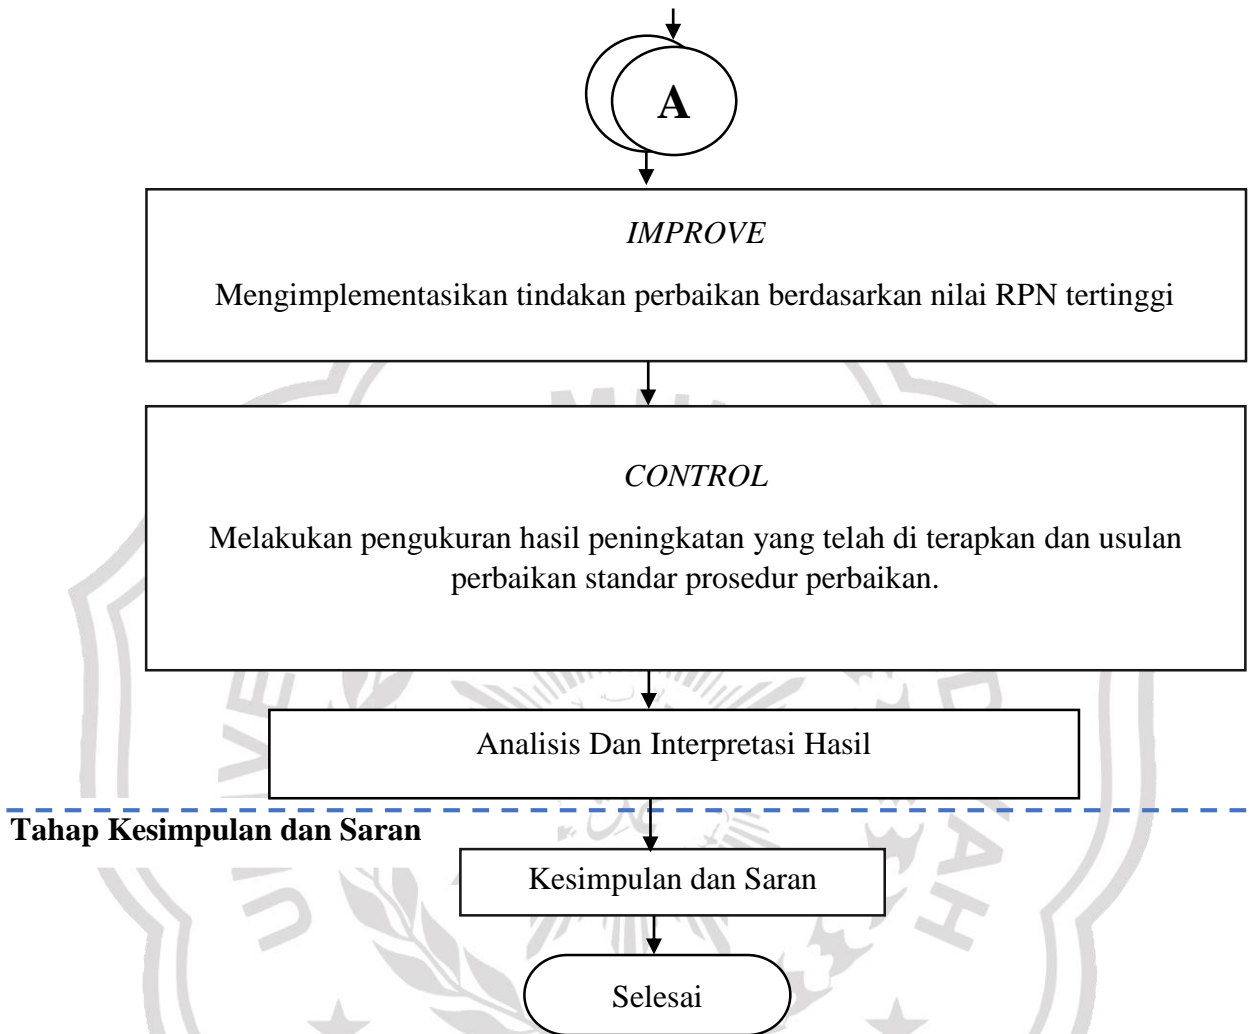 A
IMPROVE
Mengimplementasikan tindakan perbaikan berdasarkan nilai RPN tertinggi
CONTROL
Melakukan pengukuran hasil peningkatan yang telah di terapkan dan usulan
perbaikan standar prosedur perbaikan.
Analisis Dan Interpretasi Hasil
Tahap Kesimpulan dan Saran
Kesimpulan dan Saran
Selesai